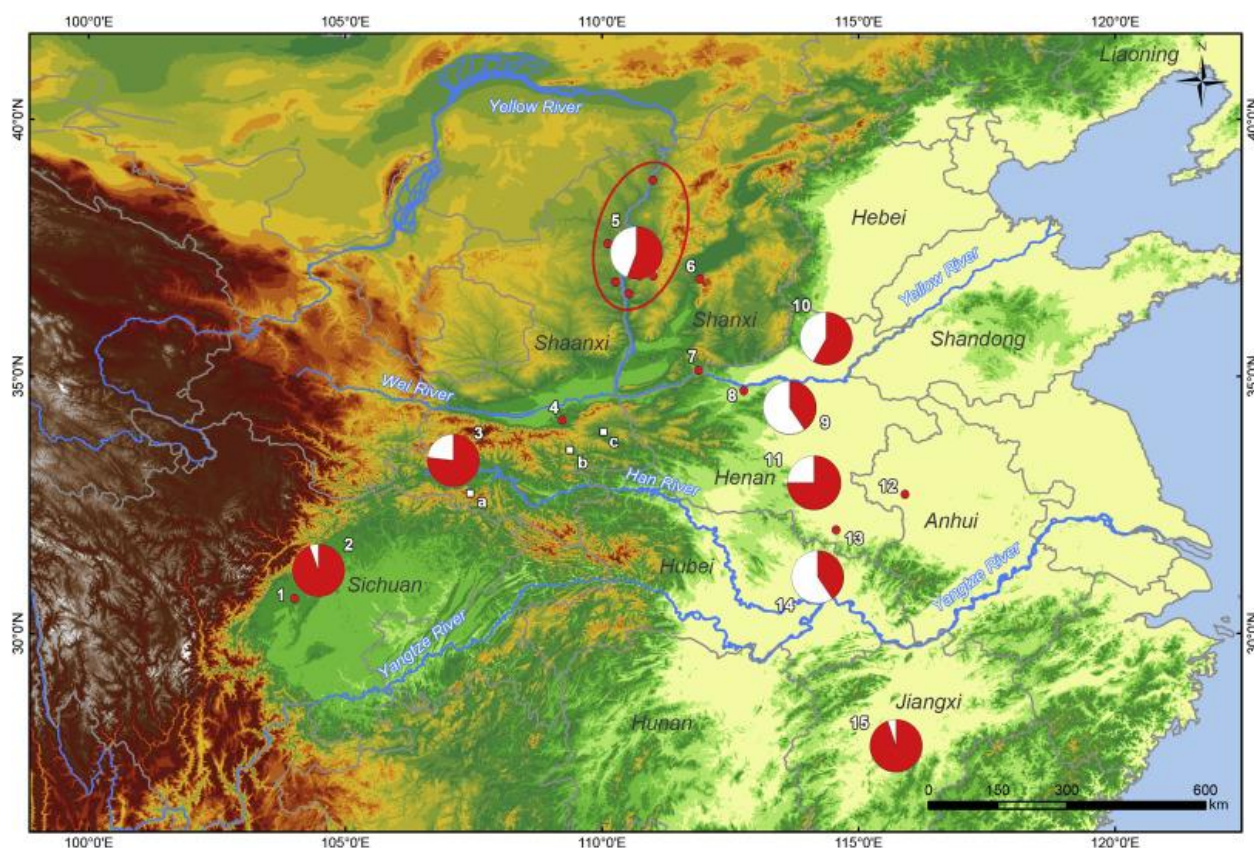 100°0'E 105°0'E 110°0'E 115°0'E 120°0'E
Liaoning
N
40°0'N 40°0'N
Yellow River
Hebei
5
6
Yellow River
10
Shanxi
Shandong
Shaanxi
7
35°0'N 35°0'N
Wei River
8
4
9
3
c
b
11
Henan
Han River
12
a
Anhui
13
2
Hubei
Sichuan
Yangtze River
1
14
30°0'N 30°0'N
Yangtze River
Jiangxi
Hunan
15
0 150 300 600
km
100°0'E 105°0'E 110°0'E 115°0'E 120°0'E